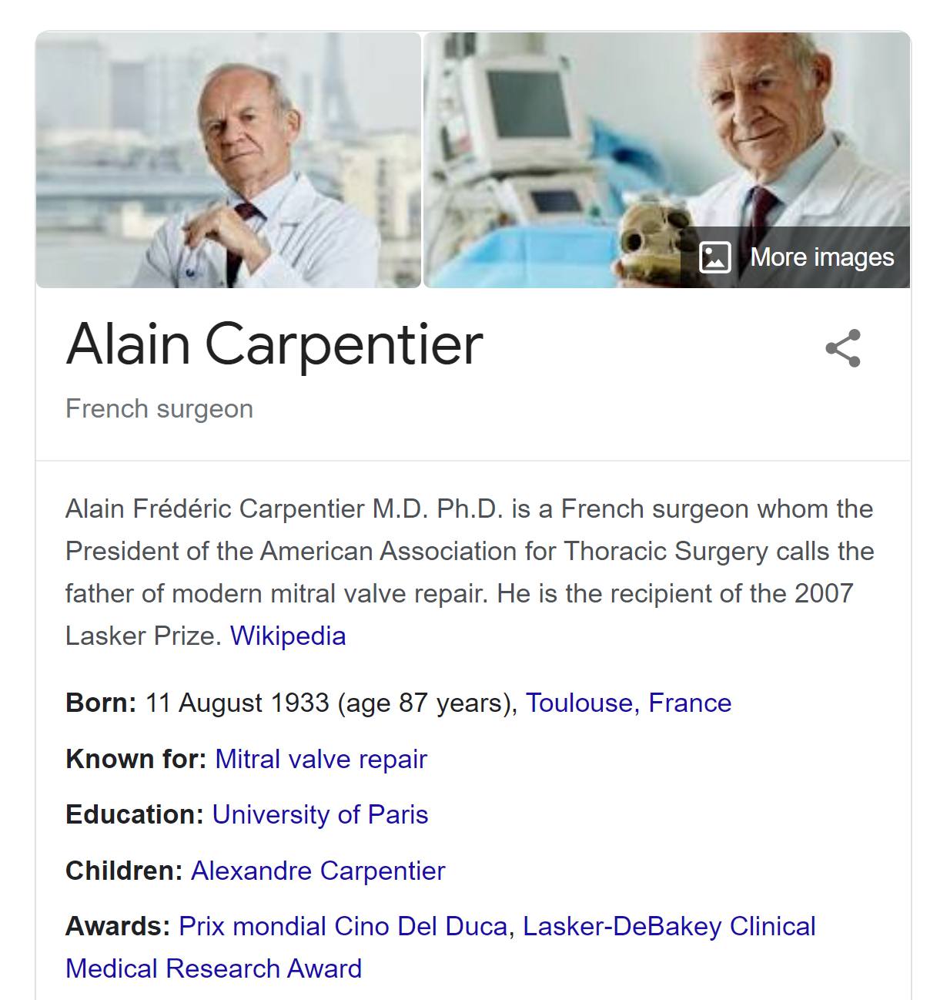 More images
Alain Carpentier
French surgeon
Alain Frédéric Carpentier M.D. Ph.D. is a French surgeon whom the
President of the American Association for Thoracic Surgery calls the
father of modern mitral valve repair. He is the recipient of the 2007
Lasker Prize. Wikipedia
Born: 11 August 1933 (age 87 years), Toulouse, France
Known for: Mitral valve repair
Education: University of Paris
Children: Alexandre Carpentier
Awards: Prix mondial Cino Del Duca, Lasker-DeBakey Clinical
Medical Research Award